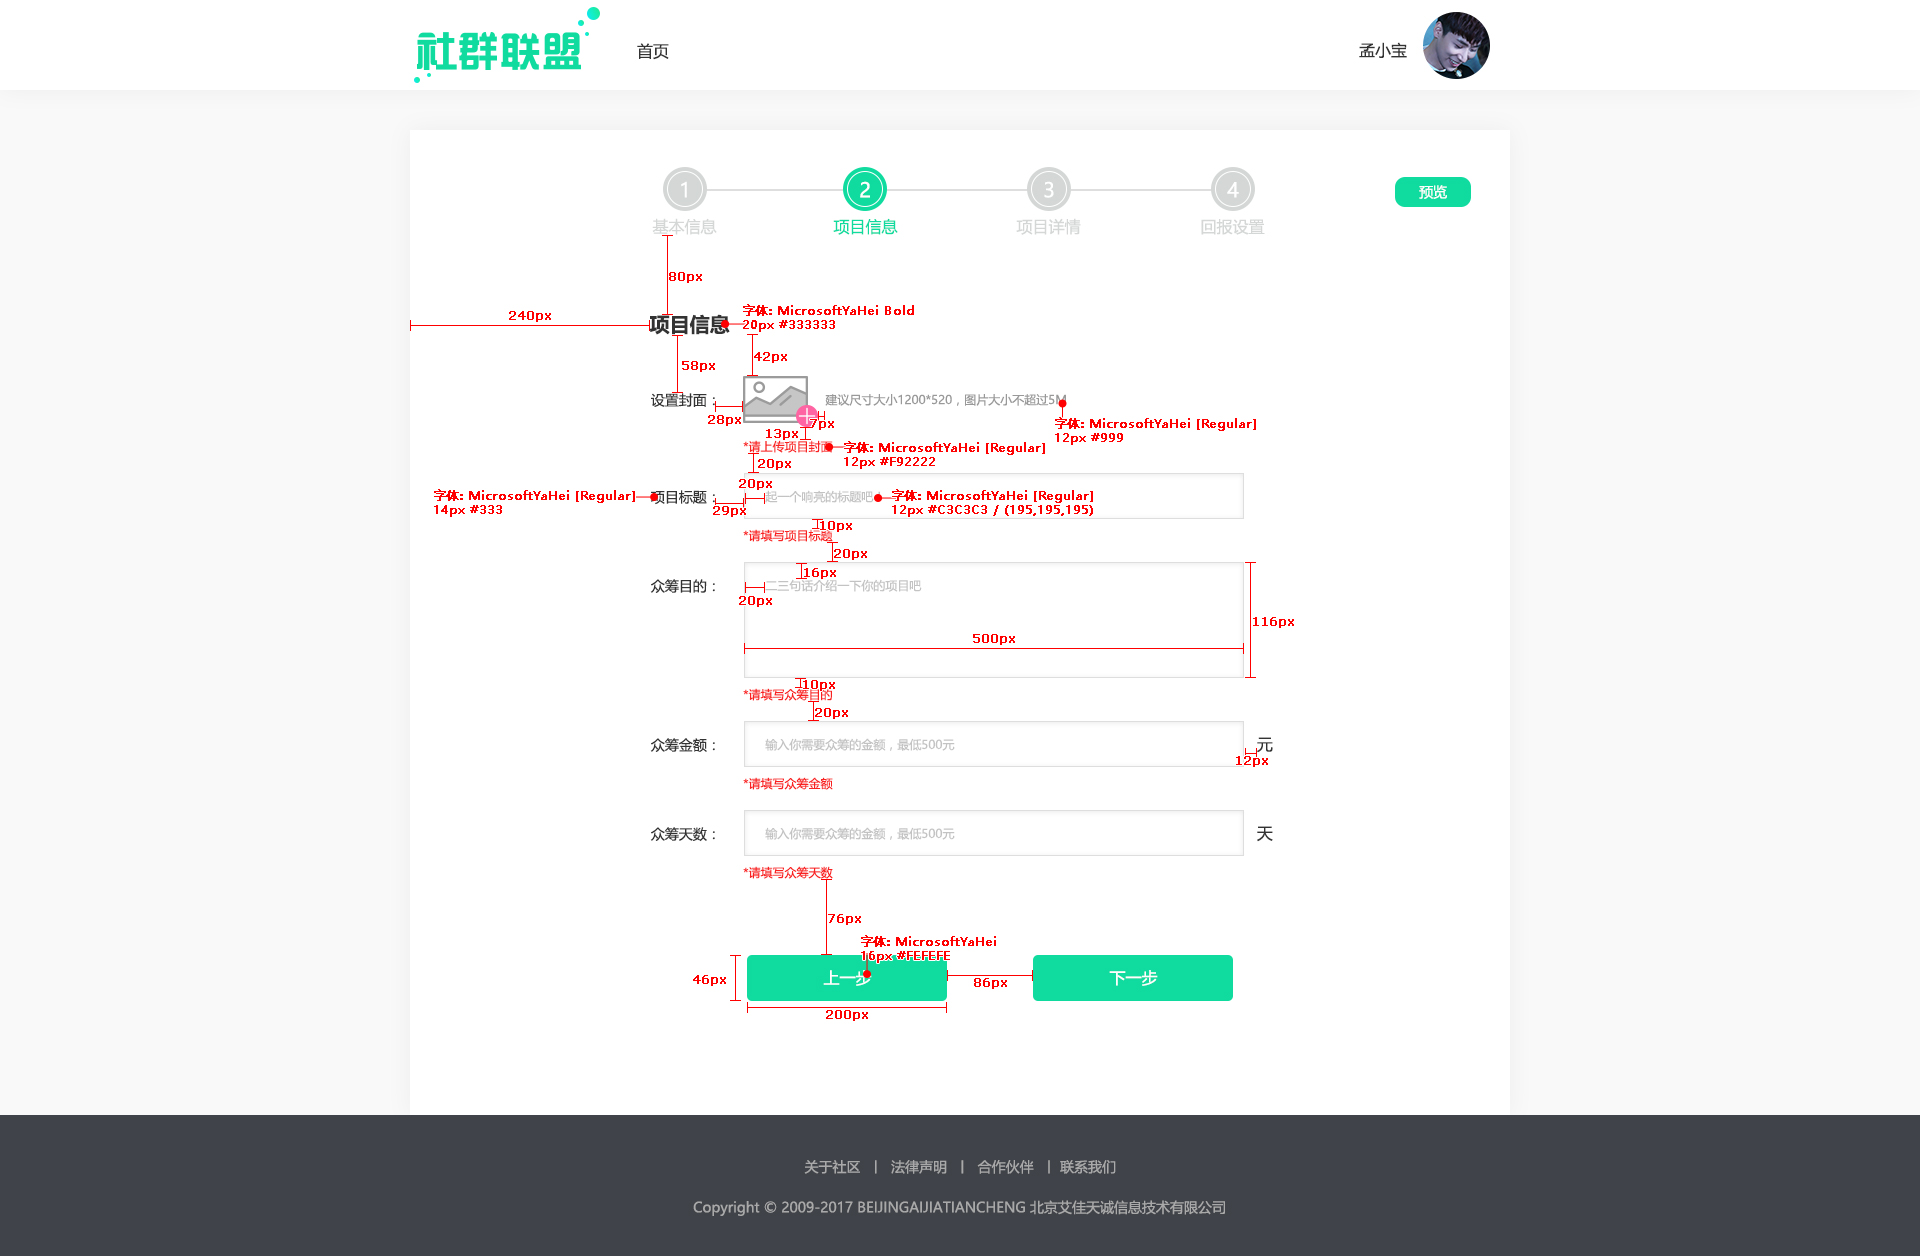 社群联盟
首页
孟小宝
1
2
3
4
预览
基本信息
项目信息
项目详情
回报设置
80px
240px
项目信息
字体: MicrosoftYaHei Bold
20px #333333
42px
58px
设置封面：
建议尺寸大小1200*520，图片大小不超过5M
28px
7px
字体: MicrosoftYaHei [Regular]
12px #999
13px
*请上传项目封面
字体: MicrosoftYaHei [Regular]
12px #F92222
20px
20px
字体: MicrosoftYaHei [Regular]
14px #333
项目标题：
29px
起一个响亮的标题吧
字体: MicrosoftYaHei [Regular]
12px #C3C3C3 / (195,195,195)
10px
*请填写项目标题
20px
16px
众筹目的：
二三句话介绍一下你的项目吧
20px
116px
500px
10px
*请填写众筹目的
20px
众筹金额：
输入你需要众筹的金额，最低500元
元
12px
*请填写众筹金额
众筹天数：
输入你需要众筹的金额，最低500元
天
*请填写众筹天数
76px
字体: MicrosoftYaHei
16px #FEFEFE
46px
上一步
86px
下一步
200px
关于社区 | 法律声明 | 合作伙伴 | 联系我们
Copyright © 2009-2017 BEIJINGAIJIATIANCHENG 北京艾佳天诚信息技术有限公司